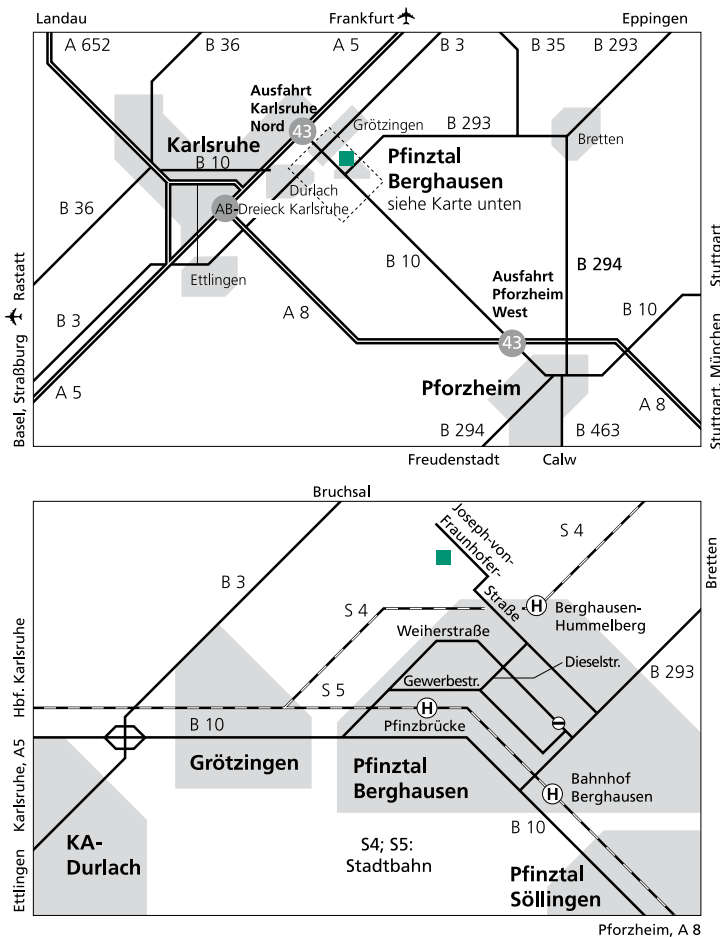 Landau
Frankfurt
Eppingen
A 652
B 36
A 5
B 3
B 35
B 293
Ausfahrt
Karlsruhe
Nord
43
Grötzingen
B 293
Karlsruhe
Bretten
B 10
Pfinztal
Berghausen
siehe Karte unten
Durlach
AB-Dreieck Karlsruhe
B 36
Ettlingen
B 10
B 294
Ausfahrt
Pforzheim
West
43
B 10
A 8
B 3
A 5
Pforzheim
A 8
B 294
B 463
Basel, Straßburg
Rastatt
Stuttgart
Stuttgart, München
Freudenstadt
Calw
Bruchsal
Joseph-von-
Fraunhofer-
Straße
S 4
B 3
S 4
H
Berghausen-
Hummelberg
Weiherstraße
Dieselstr.
B 293
Gewerbestr.
S 5
H
Pfinzbrücke
B 10
Grötzingen
Pfinztal
Berghausen
H
Bahnhof
Berghausen
B 10
KA-
Durlach
S4; S5:
Stadtbahn
Pfinztal
Söllingen
Hbf. Karlsruhe
Karlsruhe, A5
Ettlingen
Bretten
Pforzheim, A 8